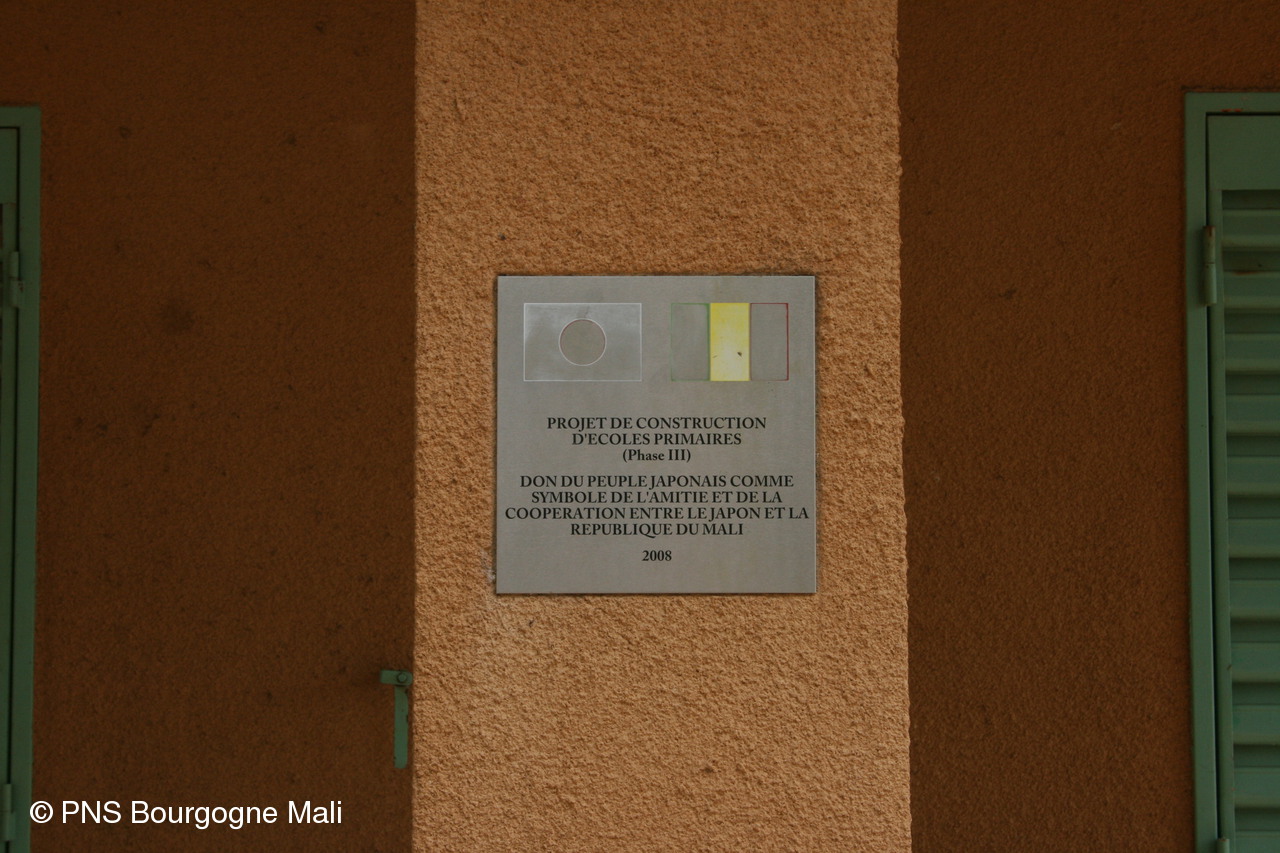 PROJET DE CONSTRUCTION
D'ECOLES PRIMAIRES
(Phase III)
DON DU PEUPLE JAPONAIS COMME
SYMBOLE DE L'AMITIE ET DE LA
COOPERATION ENTRE LE JAPON ET LA
REPUBLIQUE DU MALI
2008
© PNS Bourgogne Mali